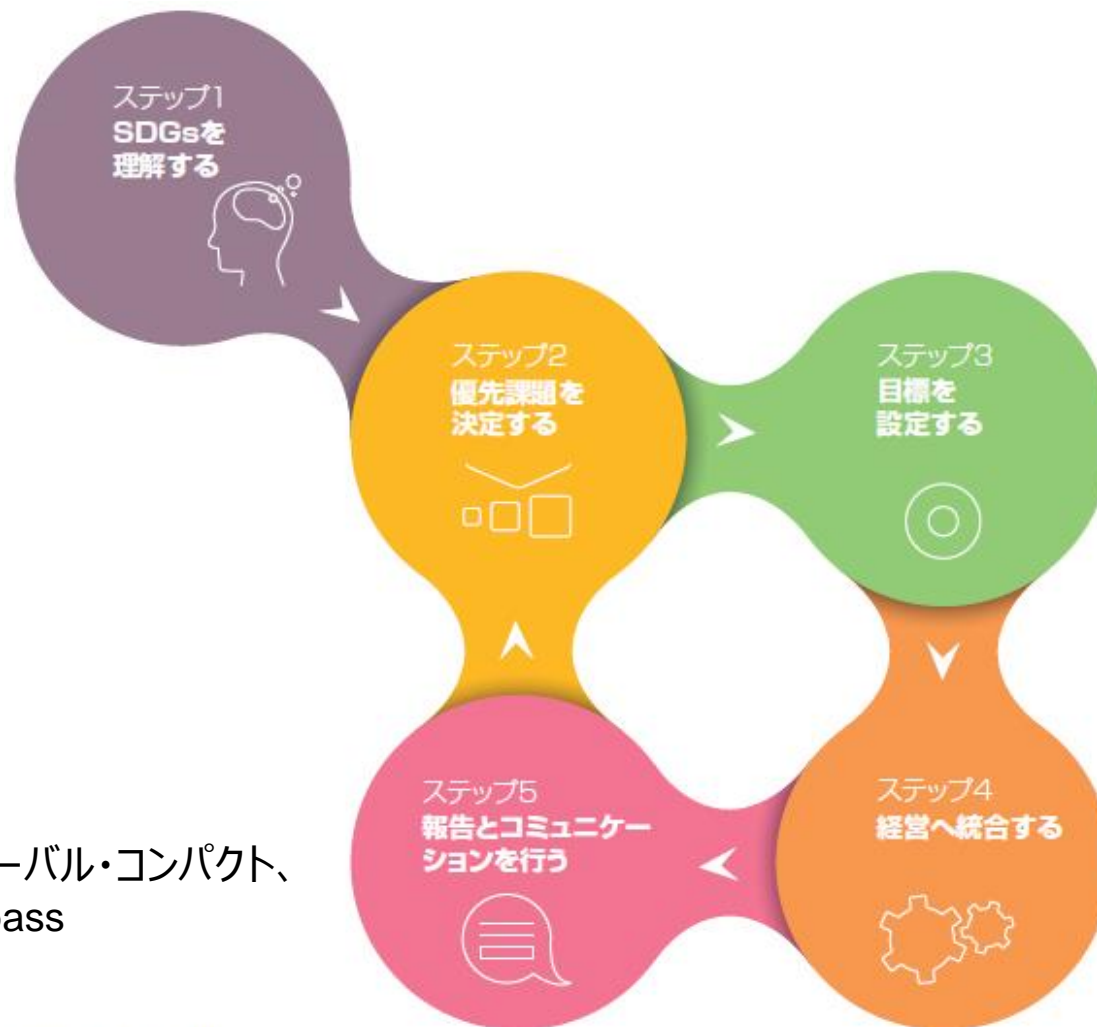 ステップ1
SDGsを
理解する
ステップ2
優先課題を
決定する
ステップ3
目標を
設定する
ステップ4
経営へ統合する
ステップ5
報告とコミュニケー
ションを行う
ーバル・コンパクト、
pass